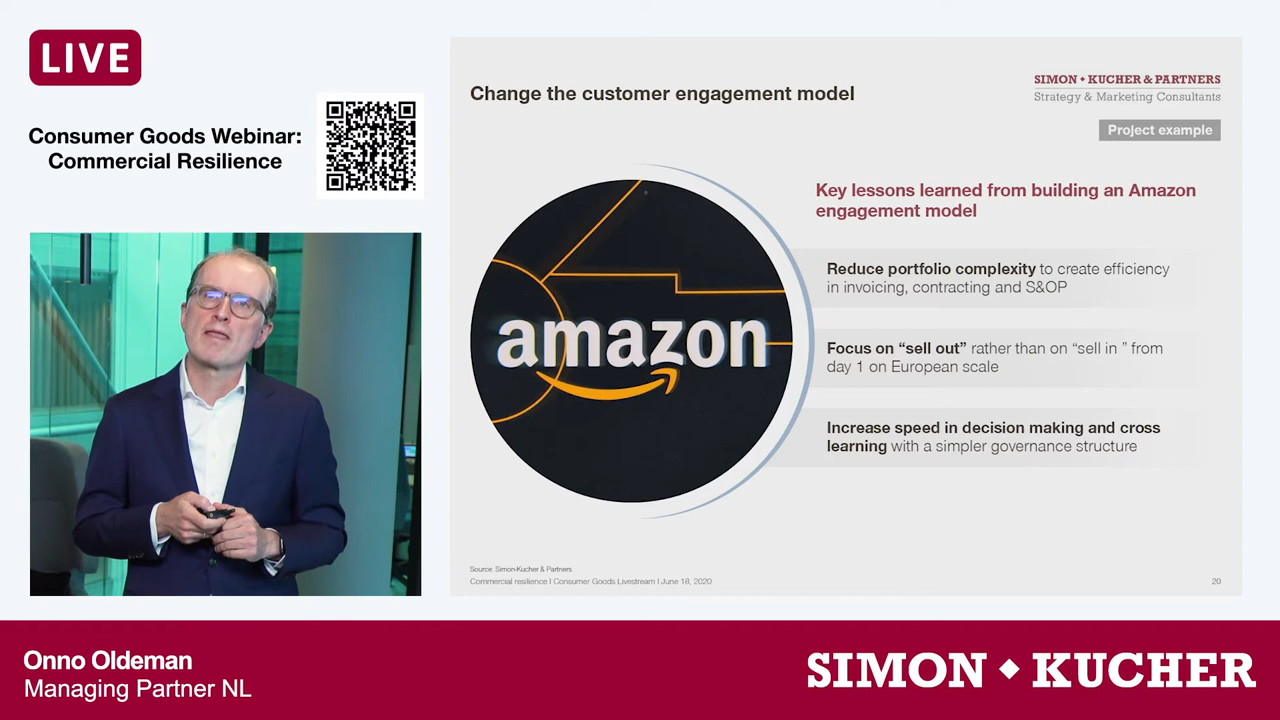 LIVE
Consumer Goods Webinar:
Commercial Resilience
Change the customer engagement model
SIMON • KUCHER & PARTNERS
Strategy & Marketing Consultants
Project example
amazon
Key lessons learned from building an Amazon
engagement model
Reduce portfolio complexity to create efficiency
in invoicing, contracting and S&OP
Focus on “sell out” rather than on “sell in ” from
day 1 on European scale
Increase speed in decision making and cross
learning with a simpler governance structure
Source: Simon-Kucher & Partners
Commercial resilience I Consumer Goods Livestream I June 18, 2020
20
Onno Oldeman
Managing Partner NL
SIMON ◆ KUCHER